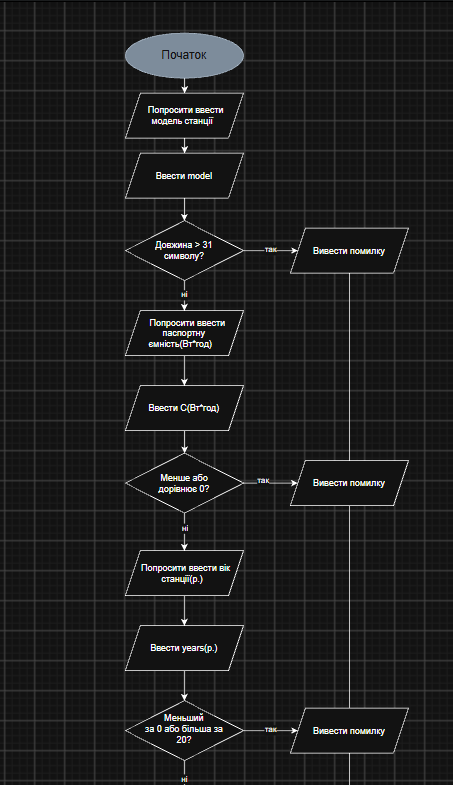 Початок
Попросити ввести
модель станції
Ввести model
Довжина > 31
символу?
так
Вивести помилку
ні
Попросити ввести
паспортну
ємність(Вт*год)
Ввести C(Вт*год)
Менше або
дорівнює 0?
так
Вивести помилку
ні
Попросити ввести вік
станції(р.)
Ввести years(р.)
Меньший
за 0 або більша за
20?
так
Вивести помилку
ні